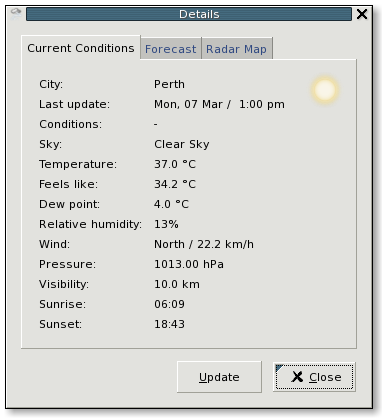 Details
Current Conditions Forecast Radar Map
City: Perth
Last update: Mon, 07 Mar / 1:00 pm
Conditions: -
Sky: Clear Sky
Temperature: 37.0 °C
Feels like: 34.2 °C
Dew point: 4.0 °C
Relative humidity: 13%
Wind: North / 22.2 km/h
Pressure: 1013.00 hPa
Visibility: 10.0 km
Sunrise: 06:09
Sunset: 18:43
Update Close